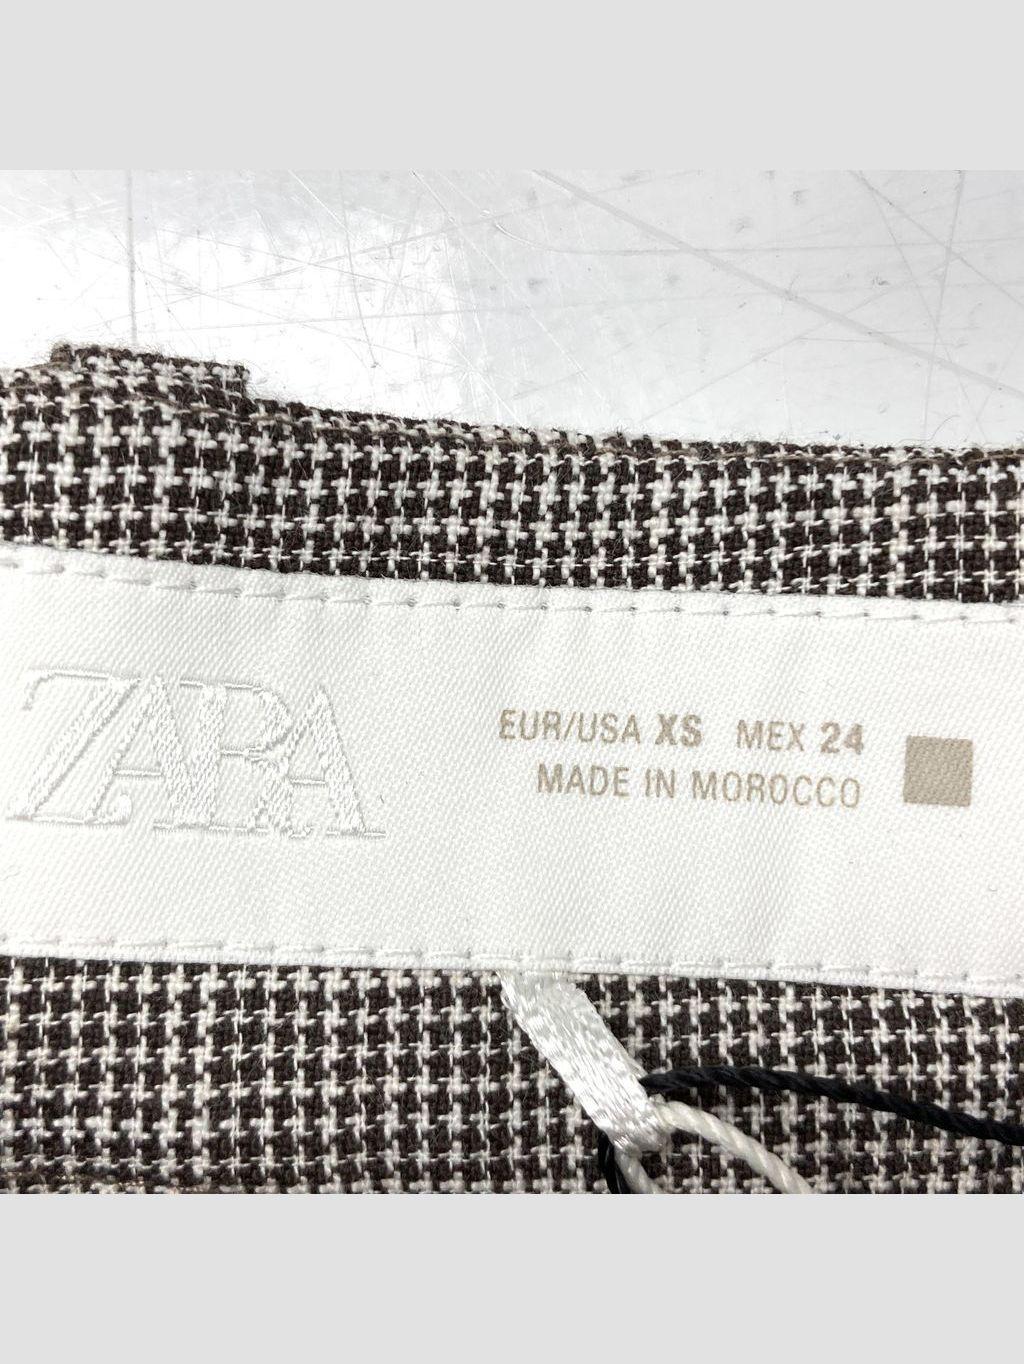 ZARA
EUR/USA XS MEX 24
MADE IN MOROCCO